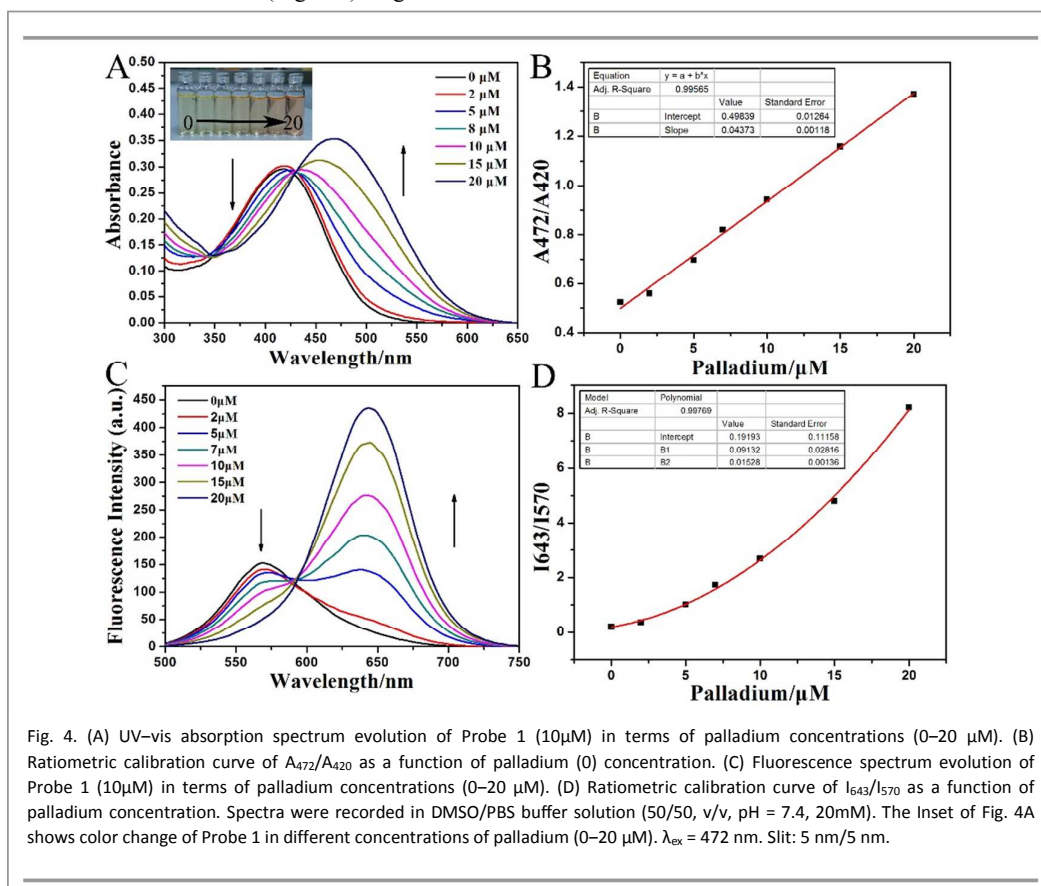 A
0.50
0.45
0.40
0.35
0.30
0.25
0.20
0.15
0.10
0.05
0.00
Absorbance
0
20
0 µM
2 µM
5 µM
8 µM
10 µM
15 µM
20 µM
300 350 400 450 500 550 600 650
Wavelength/nm
B
Equation y = a + b*x
Adj. R-Square 0.99565
Value Standard Error
B Intercept 0.49839 0.01264
B Slope 0.04373 0.00118
1.4
1.2
1.0
0.8
0.6
0.4
A472/A420
0 5 10 15 20
Palladium/µM
C
450
400
350
300
250
200
150
100
50
0
Fluorescence Intensity (a.u.)
0µM
2µM
5µM
7µM
10µM
15µM
20µM
500 550 600 650 700 750
Wavelength/nm
D
Model Polynomial
Adj. R-Square 0.99769
Value Standard Error
B Intercept 0.19193 0.11158
B B1 0.09132 0.02816
B B2 0.01528 0.00136
8
6
4
2
0
I643/I570
0 5 10 15 20
Palladium/µM
Fig. 4. (A) UV–vis absorption spectrum evolution of Probe 1 (10µM) in terms of palladium concentrations (0–20 µM). (B)
Ratiometric calibration curve of A472/A420 as a function of palladium (0) concentration. (C) Fluorescence spectrum evolution of
Probe 1 (10µM) in terms of palladium concentrations (0–20 µM). (D) Ratiometric calibration curve of I643/I570 as a function of
palladium concentration. Spectra were recorded in DMSO/PBS buffer solution (50/50, v/v, pH = 7.4, 20mM). The Inset of Fig. 4A
shows color change of Probe 1 in different concentrations of palladium (0–20 µM). λex = 472 nm. Slit: 5 nm/5 nm.